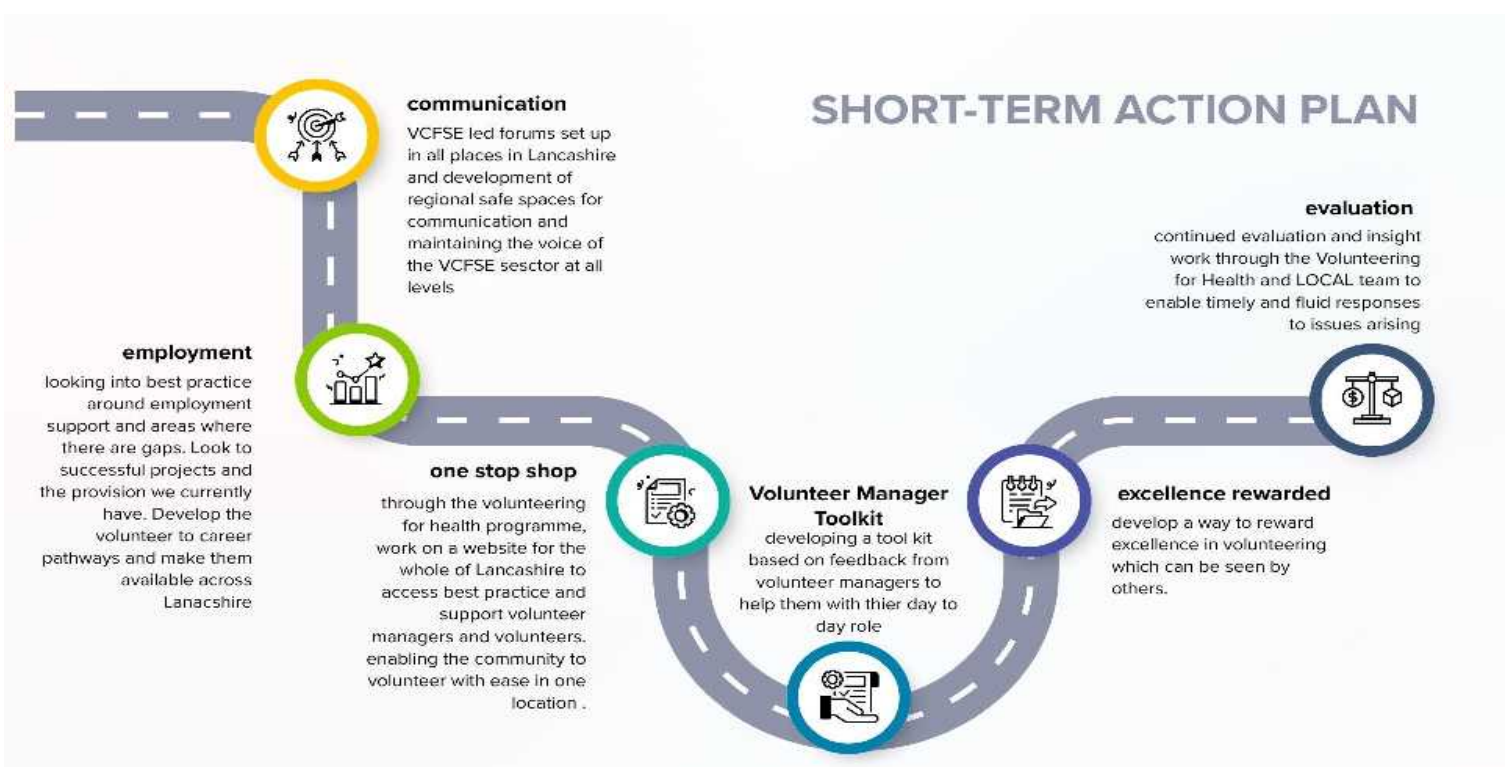 SHORT-TERM ACTION PLAN
communication
VCFSE led forums set up
in all places in Lancashire
and development of
regional safe spaces for
communication and
maintaining the voice of
the VCFSE sesctor at all
levels
employment
looking into best practice
around employment
support and areas where
there are gaps. Look to
successful projects and
the provision we currently
have. Develop the
volunteer to career
pathways and make them
available across
Lanacshire
one stop shop
through the volunteering
for health programme,
work on a website for the
whole of Lancashire to
access best practice and
support volunteer
managers and volunteers.
enabling the community to
volunteer with ease in one
location .
Volunteer Manager
Toolkit
developing a tool kit
based on feedback from
volunteer managers to
help them with thier day to
day role
excellence rewarded
develop a way to reward
excellence in volunteering
which can be seen by
others.
evaluation
continued evaluation and insight
work through the Volunteering
for Health and LOCAL team to
enable timely and fluid responses
to issues arising